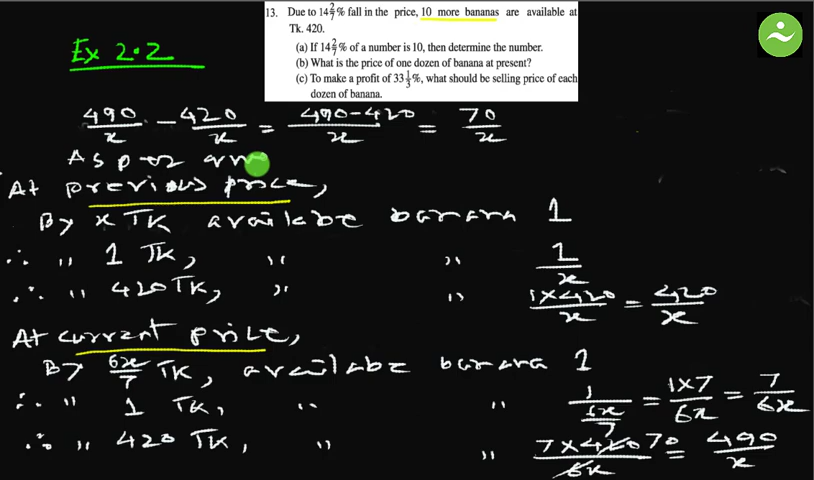 13. Due to 14 2/7 % fall in the price, 10 more bananas are available at
Tk. 420.
(a) If 14 2/7 % of a number is 10, then determine the number.
(b) What is the price of one dozen of banana at present?
(c) To make a profit of 33 1/3 %, what should be selling price of each
dozen of banana.
Ex 2.2
490/x - 420/x = 490-420/x = 70/x
As per
At previous price,
By x TK availabe banana 1
∴ " 1 TK, " " 1/x
∴ " 420 TK, " " 1×420/x = 420/x
At current price,
By 6x/7 TK, availabe banana 1
∴ " 1 TK, " " 1/(6x/7) = 1×7/6x = 7/6x
∴ " 420 TK, " " 7×420 70/6x = 490/x